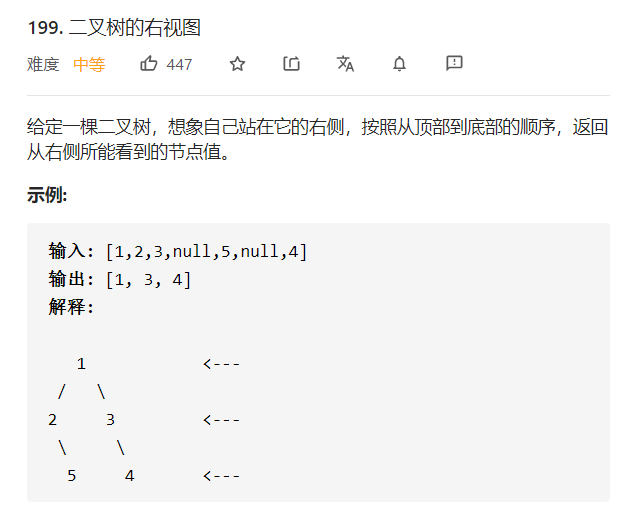 199. 二叉树的右视图
难度 中等 447
给定一棵二叉树，想象自己站在它的右侧，按照从顶部到底部的顺序，返回
从右侧所能看到的节点值。
示例:
输入: [1,2,3,null,5,null,4]
输出: [1, 3, 4]
解释:
1 <---
/ \
2 3 <---
\ \
5 4 <---